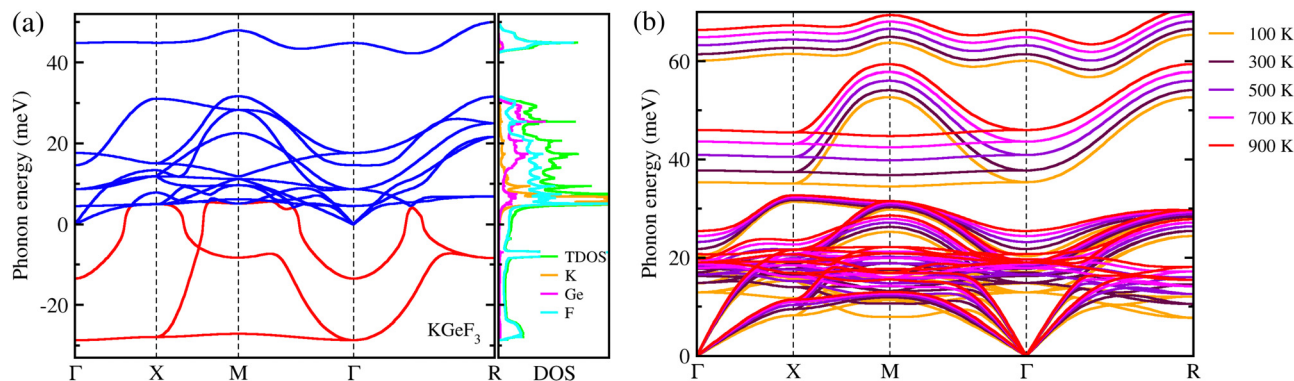 (a)
Phonon energy (meV)
40
20
0
-20
Γ X M Γ R DOS
KGeF₃
TDOS
K
Ge
F
(b)
Phonon energy (meV)
60
40
20
0
Γ X M Γ R
100 K
300 K
500 K
700 K
900 K